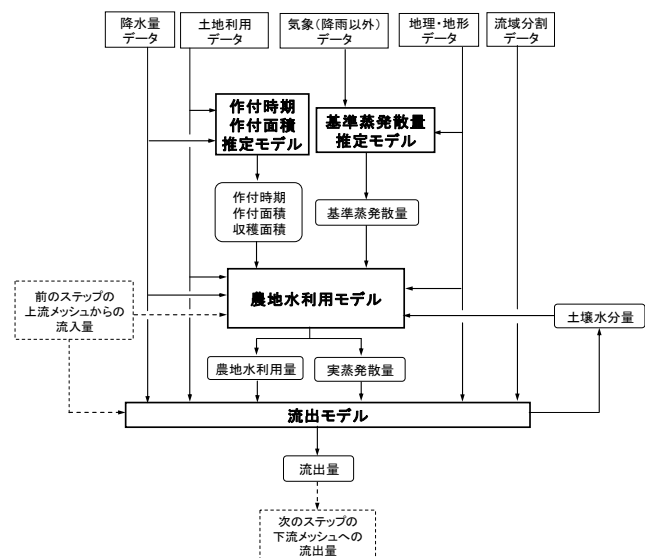 降水量
データ
土地利用
データ
気象(降雨以外)
データ
地理・地形
データ
流域分割
データ
作付時期
作付面積
推定モデル
基準蒸発散量
推定モデル
作付時期
作付面積
収穫面積
基準蒸発散量
農地水利用モデル
前のステップの
上流メッシュからの
流入量
土壌水分量
農地水利用量
実蒸発散量
流出モデル
流出量
次のステップの
下流メッシュへの
流出量